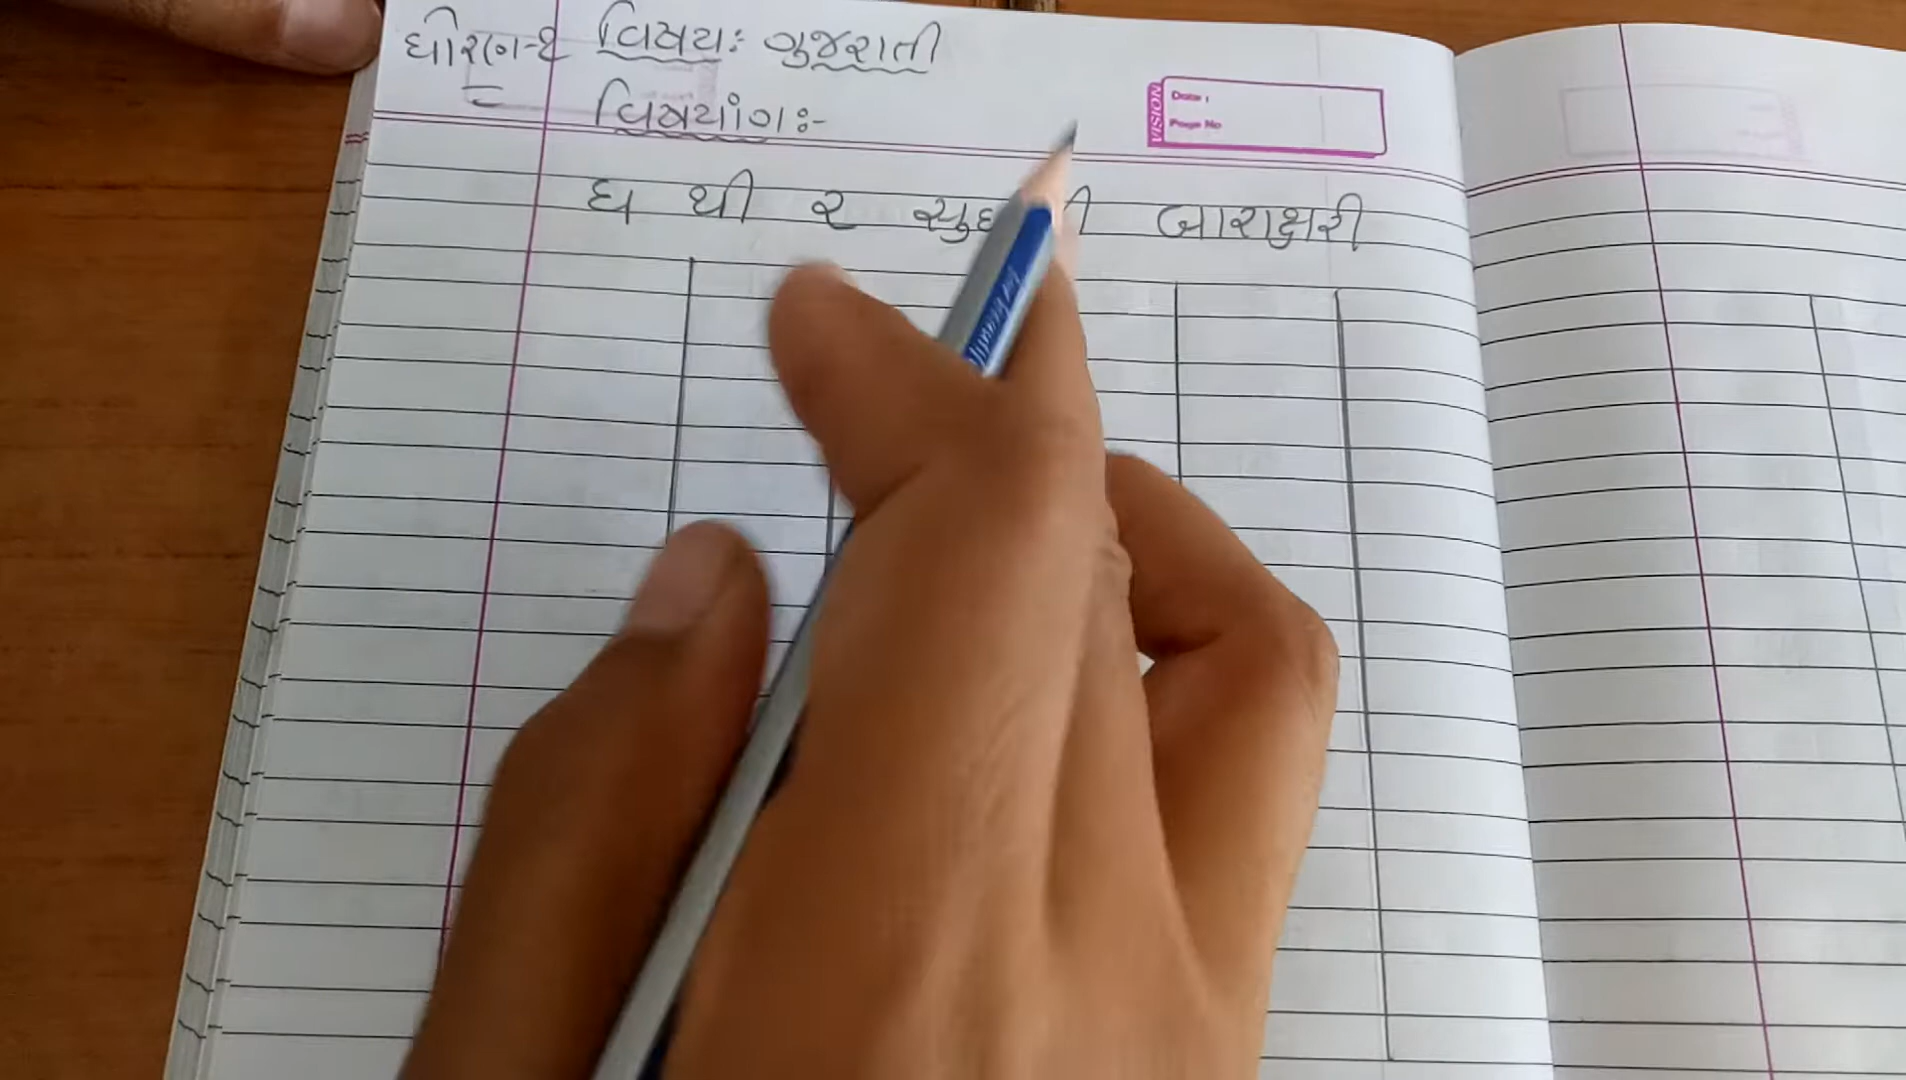 ધોરણ-૨ વિષય: ગુજરાતી
વિષયાંગ:-
VISION
Date :
Page No
ધ થી ર બારાક્ષરી